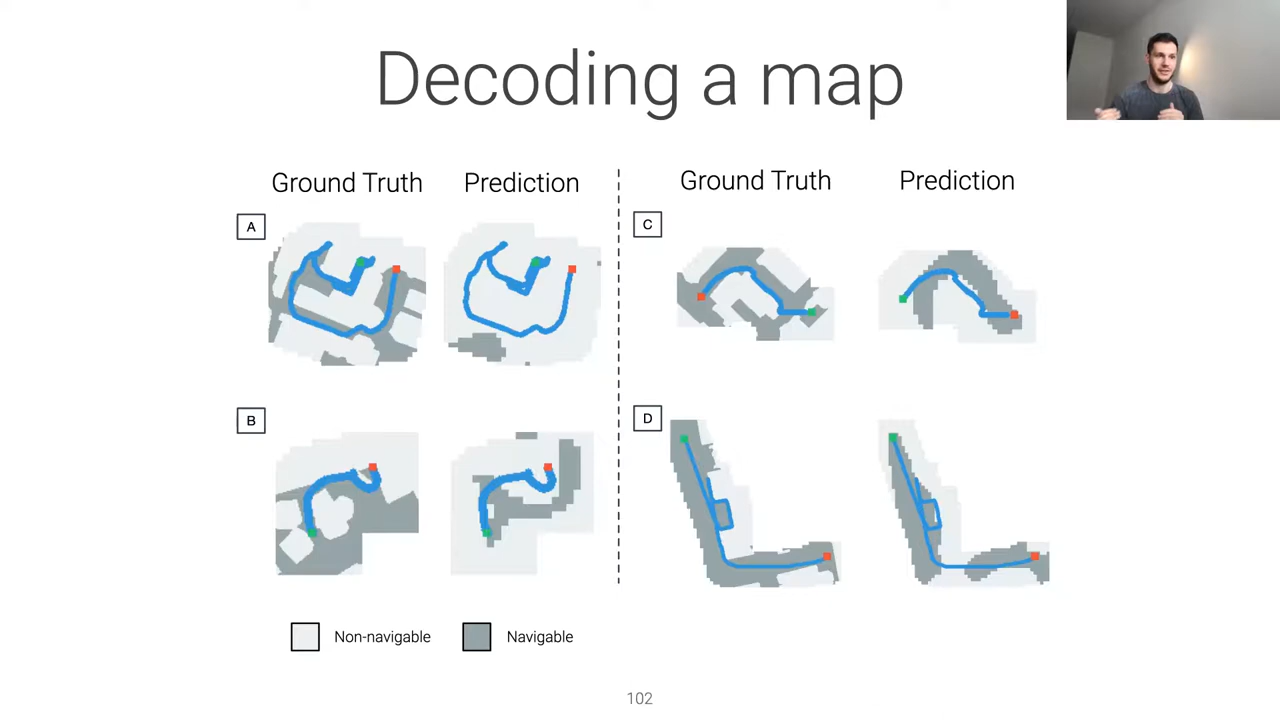 Decoding a map
Ground Truth
Prediction
Ground Truth
Prediction
A
C
B
D
Non-navigable
Navigable
102